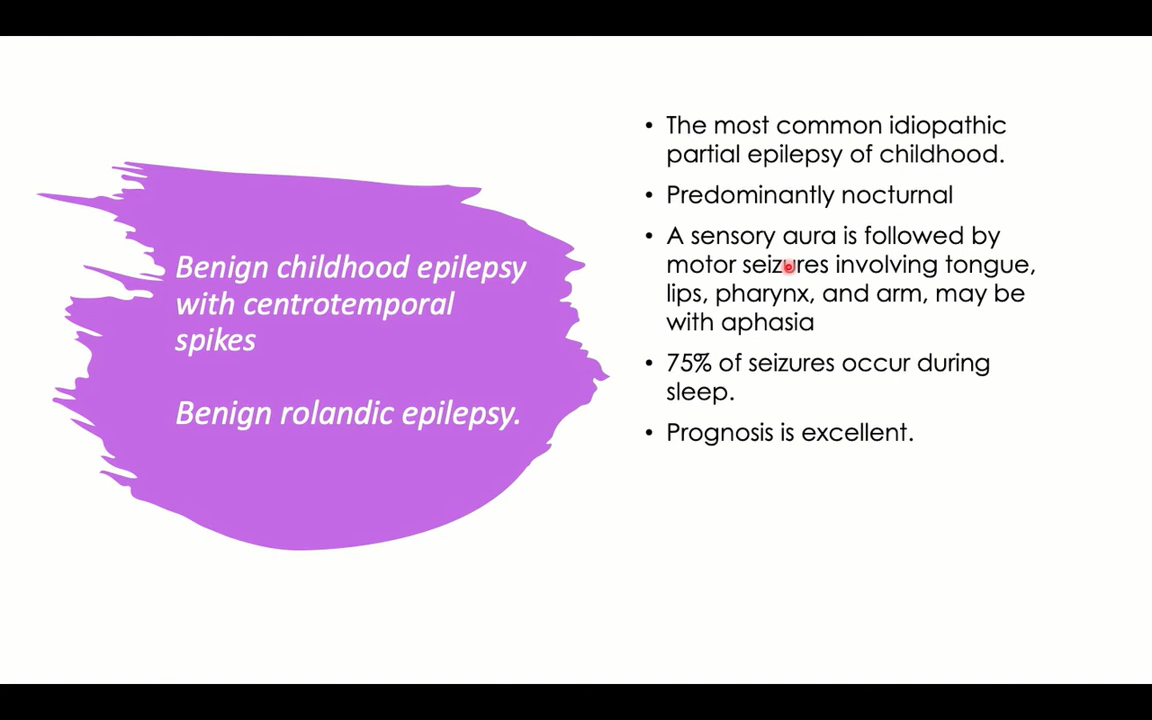 Benign childhood epilepsy
with centrotemporal
spikes
Benign rolandic epilepsy.
• The most common idiopathic
partial epilepsy of childhood.
• Predominantly nocturnal
• A sensory aura is followed by
motor seizures involving tongue,
lips, pharynx, and arm, may be
with aphasia
• 75% of seizures occur during
sleep.
• Prognosis is excellent.